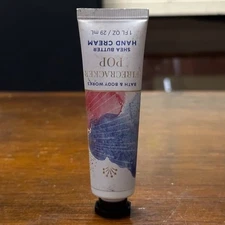 BATH & BODY WORKS
FIRECRACKER
POP
SHEA BUTTER
HAND CREAM
1 FL OZ / 29 mL